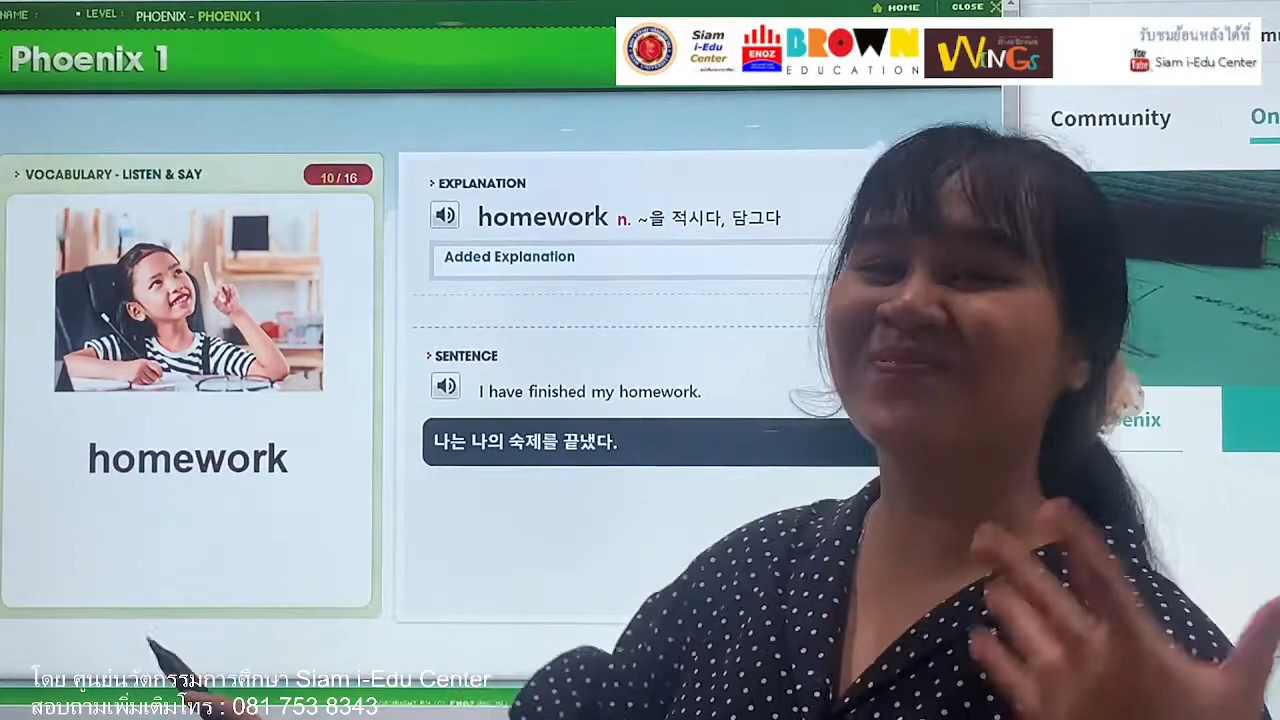 NAME :
LEVEL : PHOENIX - PHOENIX 1
HOME
CLOSE
Phoenix 1
Siam
i-Edu
Center
ENOZ
BROWN
EDUCATION
WINGS
รับชมย้อนหลังได้ที่
You
Tube
Siam i-Edu Center
Community
On
VOCABULARY - LISTEN & SAY
10 / 16
homework
EXPLANATION
homework n. ~을 적시다, 담그다
Added Explanation
SENTENCE
I have finished my homework.
나는 나의 숙제를 끝냈다.
enix
โดย ศูนย์นวัตกรรมการศึกษา Siam i-Edu Center
สอบถามเพิ่มเติมโทร : 081 753 8343